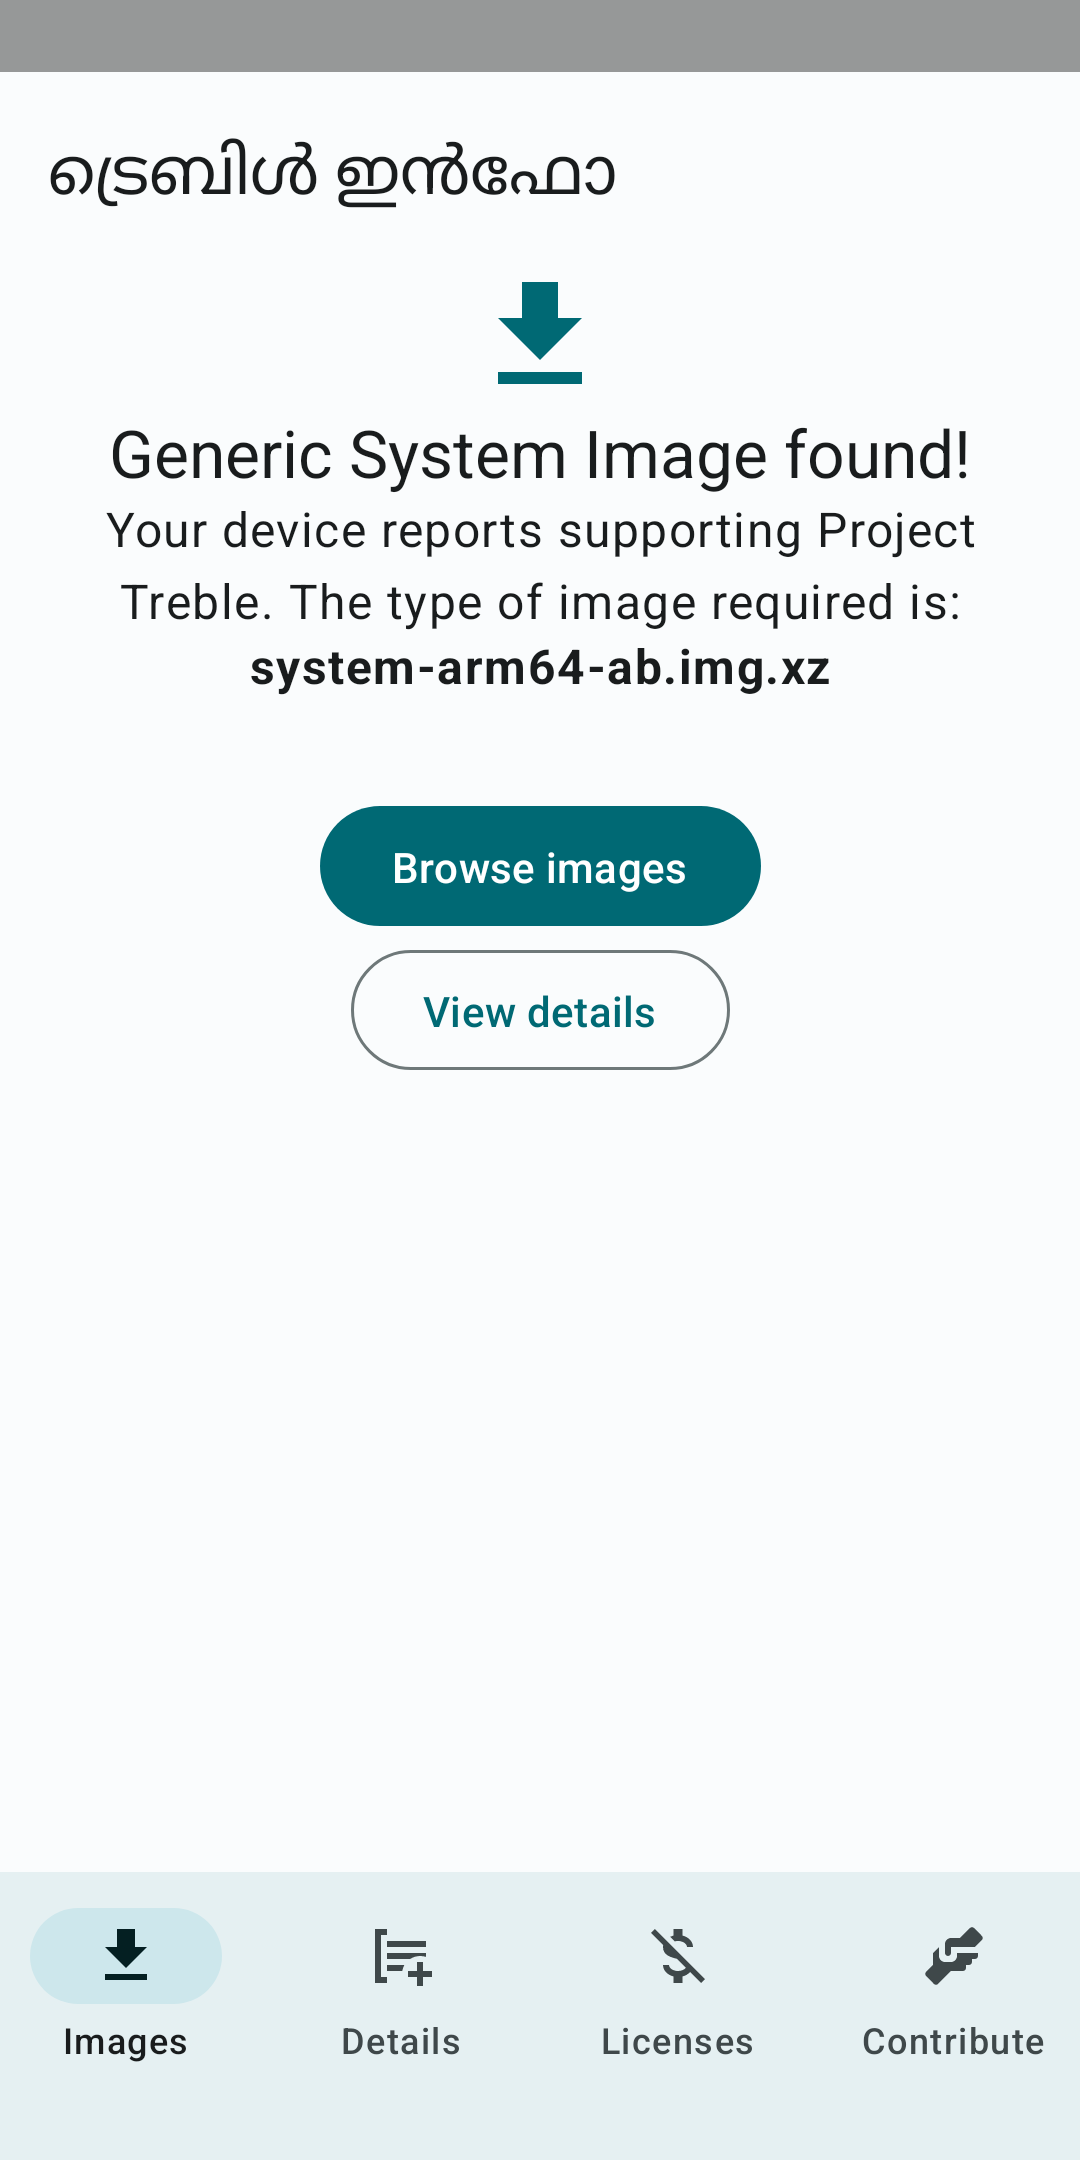 ട്രെബിൾ ഇൻഫോ
Generic System Image found!
Your device reports supporting Project
Treble. The type of image required is:
system-arm64-ab.img.xz
Browse images
View details
Images
Details
Licenses
Contribute